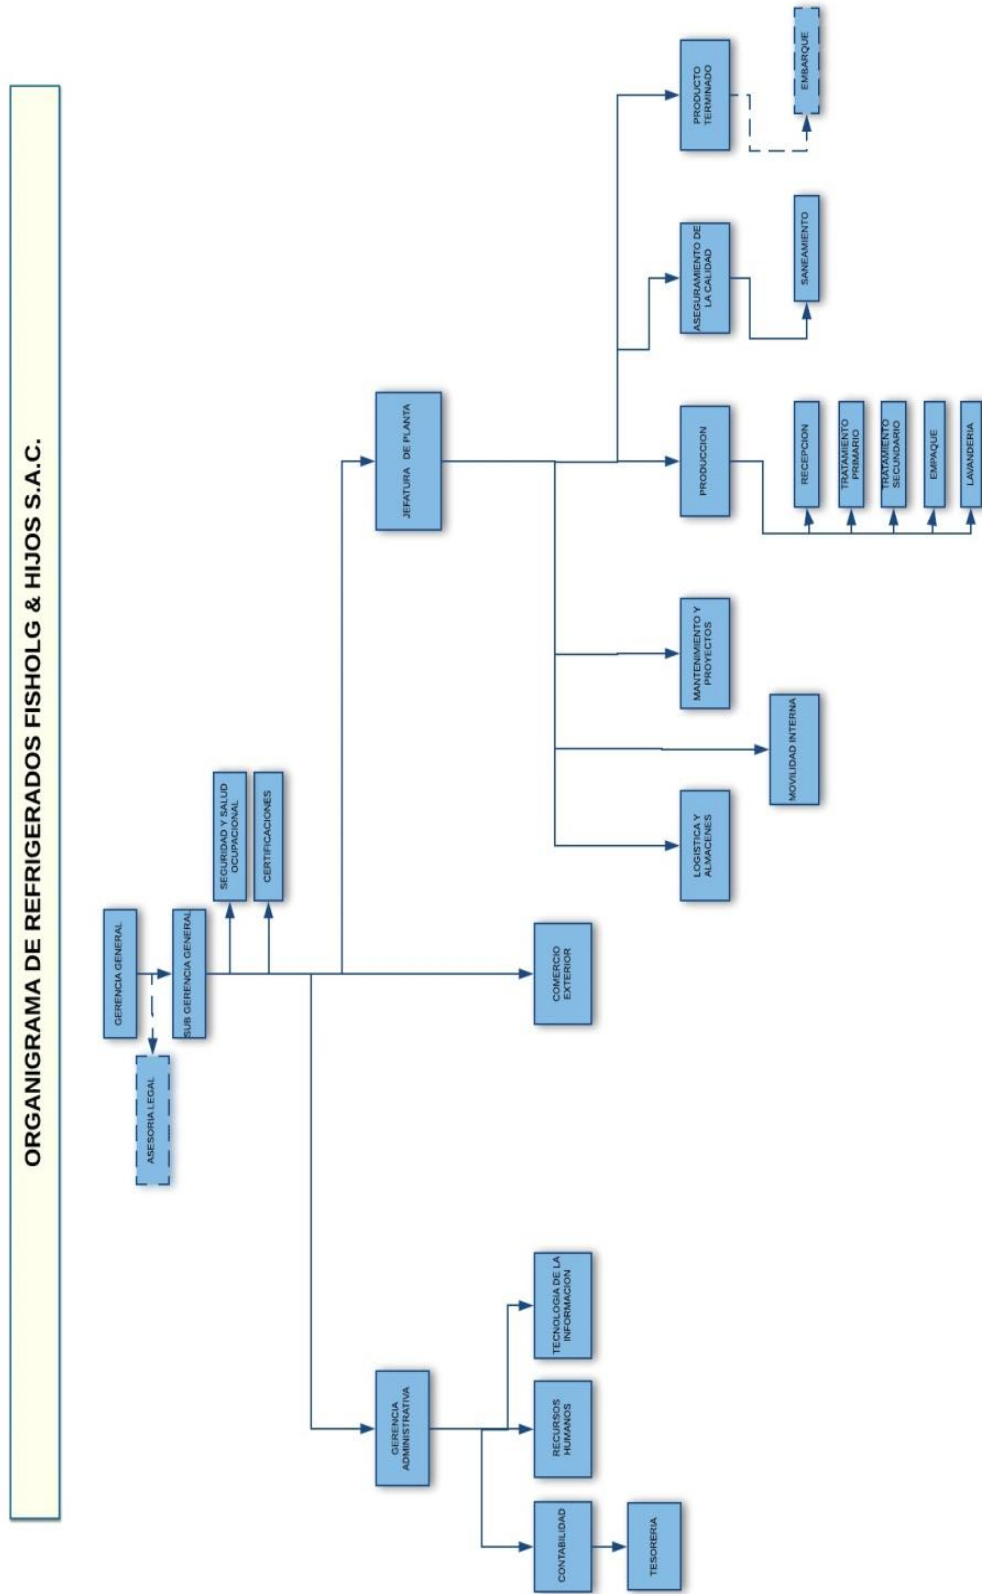 ORGANIGRAMA DE REFRIGERADOS FISHOLG & HIJOS S.A.C.
GERENCIA GENERAL
ASESORIA LEGAL
SUB GERENCIA GENERAL
SEGURIDAD Y SALUD
OCUPACIONAL
CERTIFICACIONES
GERENCIA
ADMINISTRATIVA
JEFATURA DE PLANTA
CONTABILIDAD
RECURSOS
HUMANOS
TECNOLOGIA DE LA
INFORMACION
COMERCIO
EXTERIOR
TESORERIA
LOGISTICA Y
ALMACENES
MOVILIDAD INTERNA
MANTENIMIENTO Y
PROYECTOS
PRODUCCION
ASEGURAMIENTO DE
LA CALIDAD
PRODUCTO
TERMINADO
RECEPCION
TRATAMIENTO
PRIMARIO
TRATAMIENTO
SECUNDARIO
EMPAQUE
LAVANDERIA
SANEAMIENTO
EMBARQUE